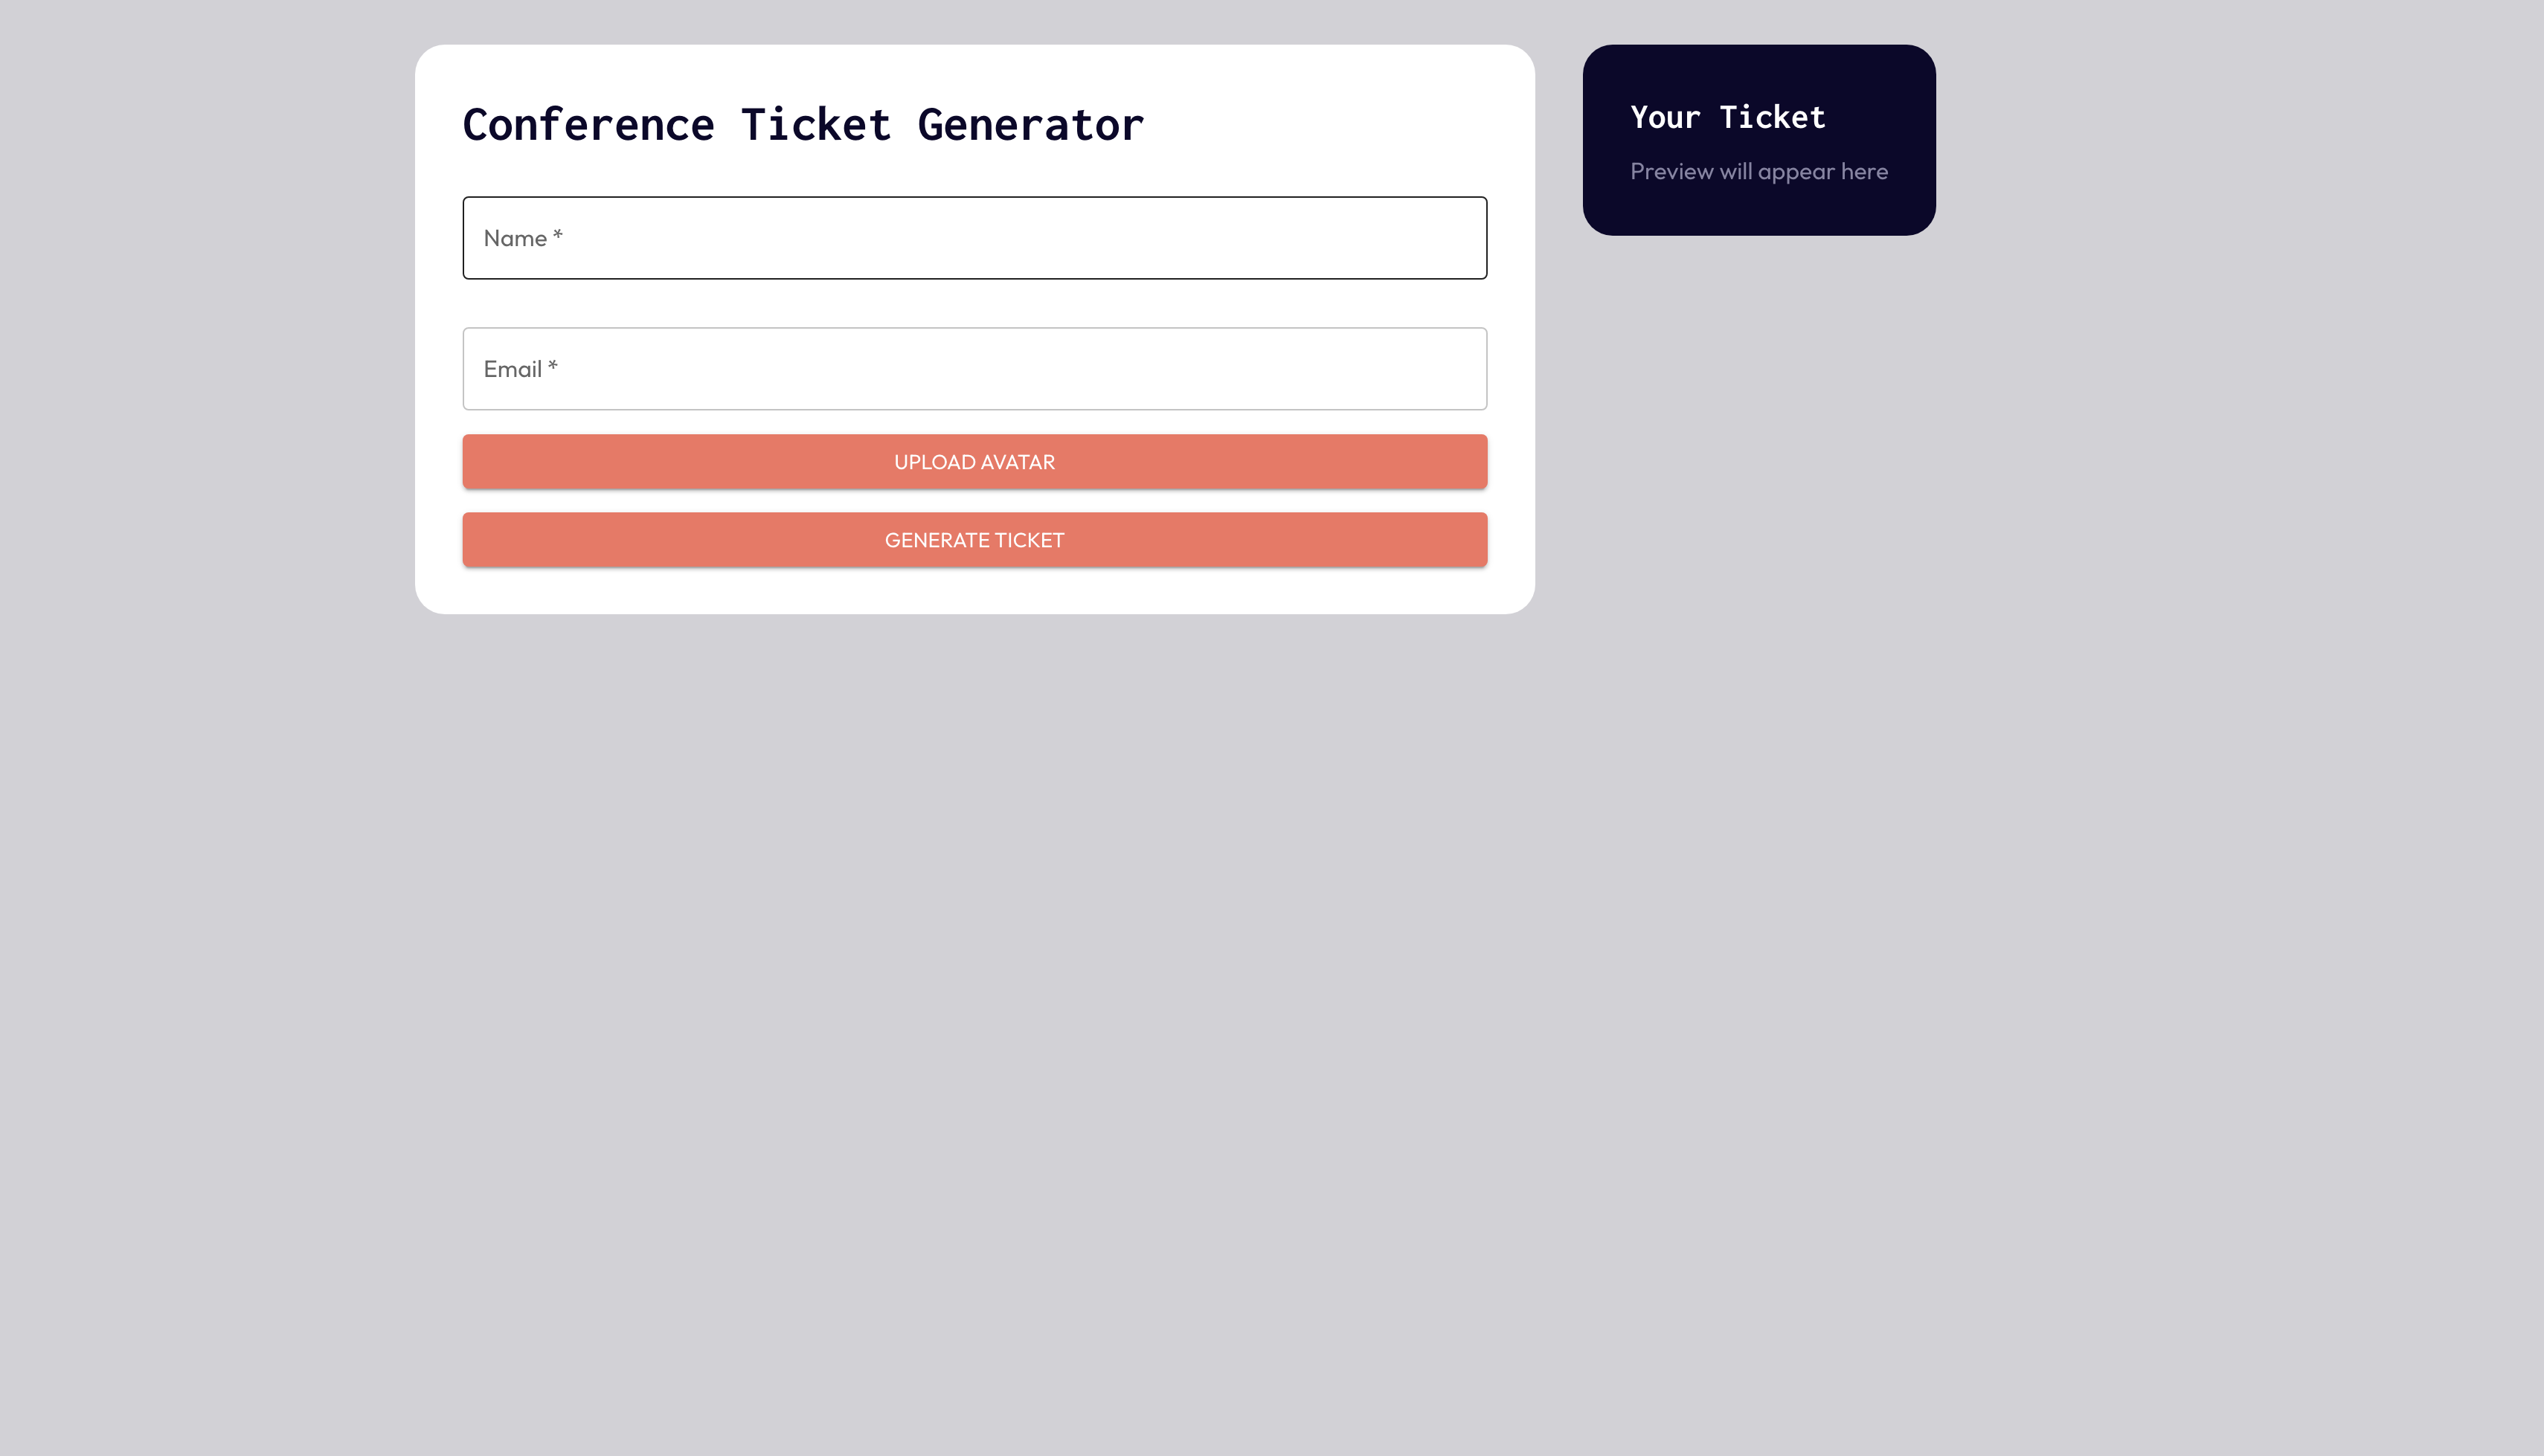 Conference Ticket Generator
Name *
Email *
UPLOAD AVATAR
GENERATE TICKET
Your Ticket
Preview will appear here